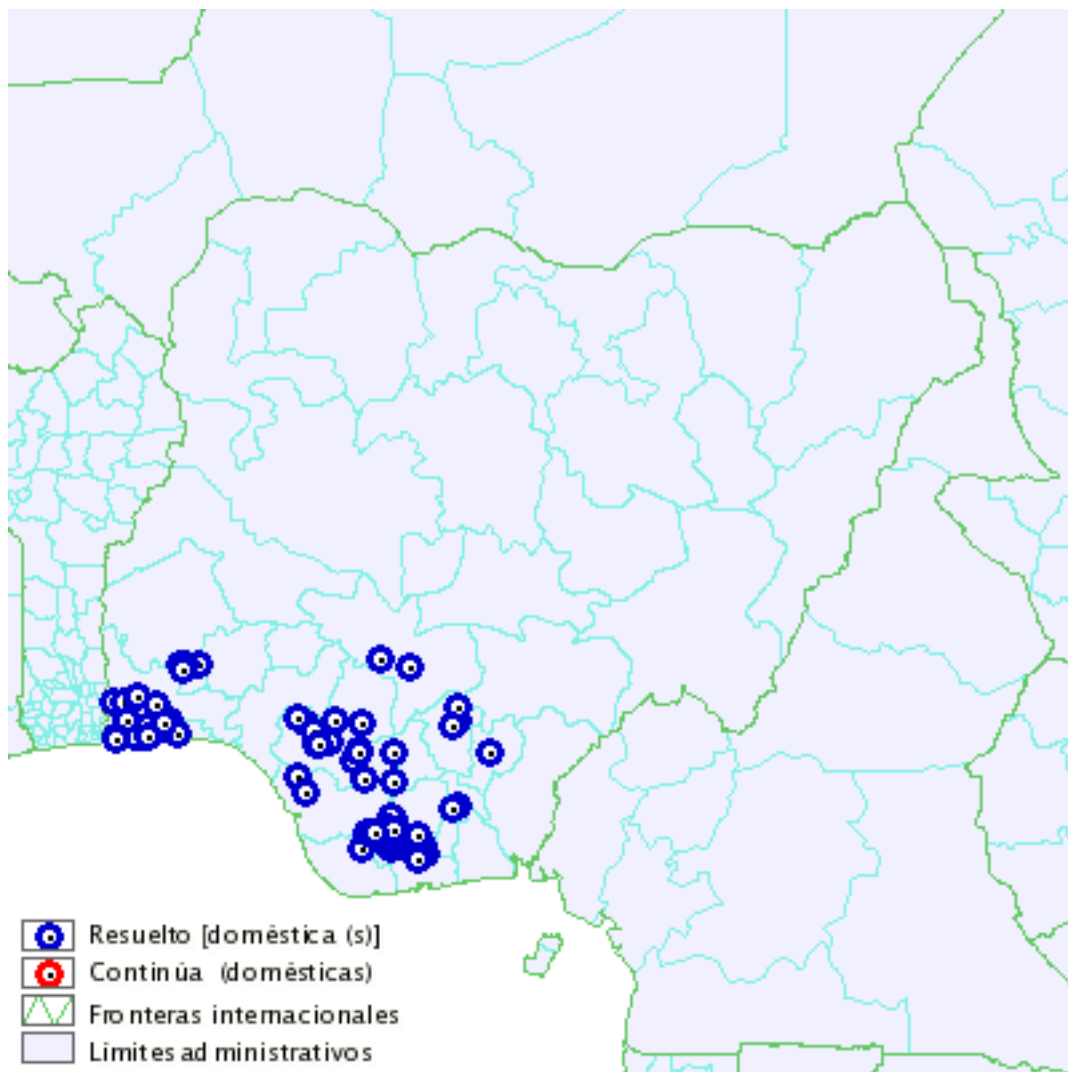 Resuelto [doméstica (s)]
Continúa (domésticas)
Fronteras internacionales
Límites administrativos